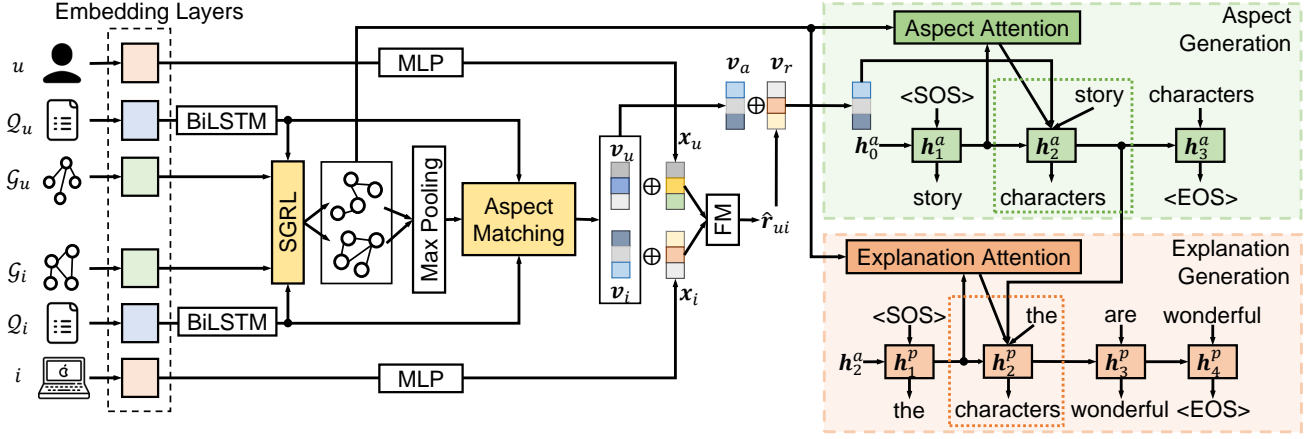 Embedding Layers
u
MLP
Q_u
BiLSTM
G_u
SGRL
Max Pooling
Aspect
Matching
G_i
Q_i
BiLSTM
i
MLP
v_u
⊕
x_u
v_i
⊕
x_i
FM
r̂_ui
v_a
⊕
v_r
Aspect
Generation
Aspect Attention
<SOS>
story
characters
h_0^a
h_1^a
h_2^a
h_3^a
story
characters
<EOS>
Explanation
Generation
Explanation Attention
<SOS>
the
are
wonderful
h_2^a
h_1^p
h_2^p
h_3^p
h_4^p
the
characters
wonderful
<EOS>